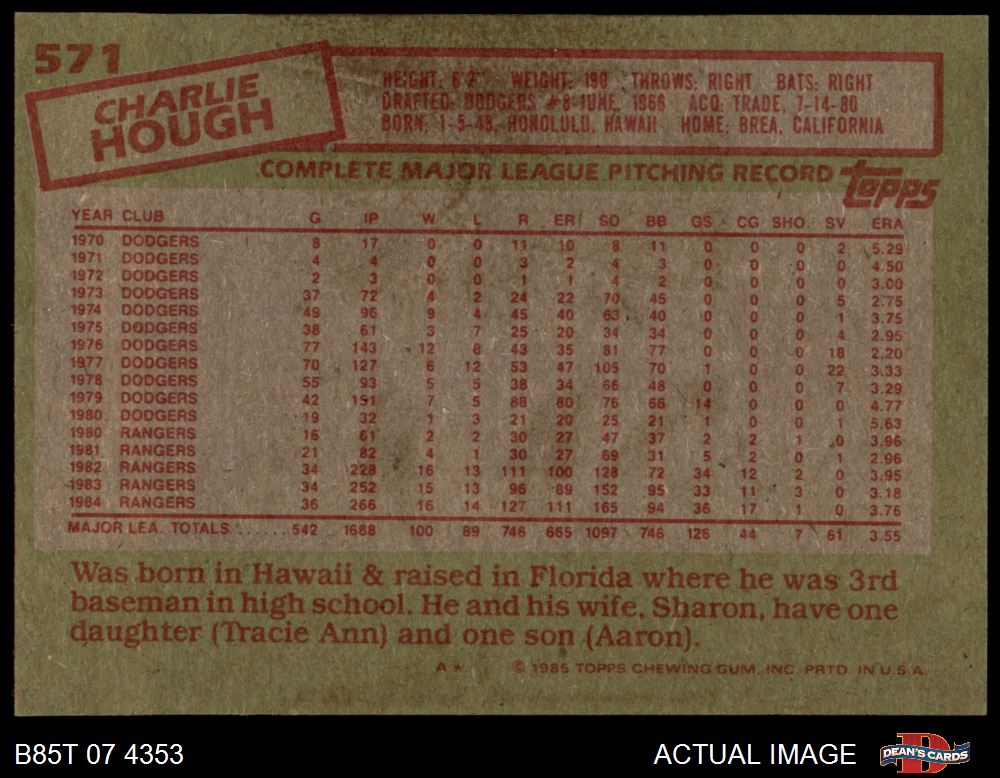 571
CHARLIE
HOUGH
HEIGHT: 6'2" WEIGHT: 190 THROWS: RIGHT BATS: RIGHT
DRAFTED: DODGERS #8-JUNE, 1966 ACQ: TRADE, 7-14-80
BORN: 1-5-48, HONOLULU, HAWAII HOME: BREA, CALIFORNIA
COMPLETE MAJOR LEAGUE PITCHING RECORD topps
YEAR CLUB G IP W L R ER SO BB GS CG SHO. SV ERA
1970 DODGERS 8 17 0 0 11 10 8 11 0 0 0 2 5.29
1971 DODGERS 4 4 0 0 3 2 4 3 0 0 0 0 4.50
1972 DODGERS 2 3 0 0 1 1 4 2 0 0 0 0 3.00
1973 DODGERS 37 72 4 2 24 22 70 45 0 0 0 5 2.75
1974 DODGERS 49 96 9 4 45 40 63 40 0 0 0 1 3.75
1975 DODGERS 38 61 3 7 25 20 34 34 0 0 0 4 2.95
1976 DODGERS 77 143 12 8 43 35 81 77 0 0 0 18 2.20
1977 DODGERS 70 127 6 12 53 47 105 70 1 0 0 22 3.33
1978 DODGERS 55 93 5 5 38 34 66 48 0 0 0 7 3.29
1979 DODGERS 42 151 7 5 88 80 76 66 14 0 0 0 4.77
1980 DODGERS 19 32 1 3 21 20 25 21 1 0 0 1 5.63
1980 RANGERS 16 61 2 2 30 27 47 37 2 2 1 0 3.96
1981 RANGERS 21 82 4 1 30 27 69 31 5 2 0 1 2.96
1982 RANGERS 34 228 16 13 111 100 128 72 34 12 2 0 3.95
1983 RANGERS 34 252 15 13 96 89 152 95 33 11 3 0 3.18
1984 RANGERS 36 266 16 14 127 111 165 94 36 17 1 0 3.76
MAJOR LEA. TOTALS ...... 542 1688 100 89 746 665 1097 746 126 44 7 61 3.55
Was born in Hawaii & raised in Florida where he was 3rd
baseman in high school. He and his wife, Sharon, have one
daughter (Tracie Ann) and one son (Aaron).
A* © 1985 TOPPS CHEWING GUM, INC. PRTD. IN U.S.A.
B85T 07 4353 ACTUAL IMAGE DEAN'S CARDS